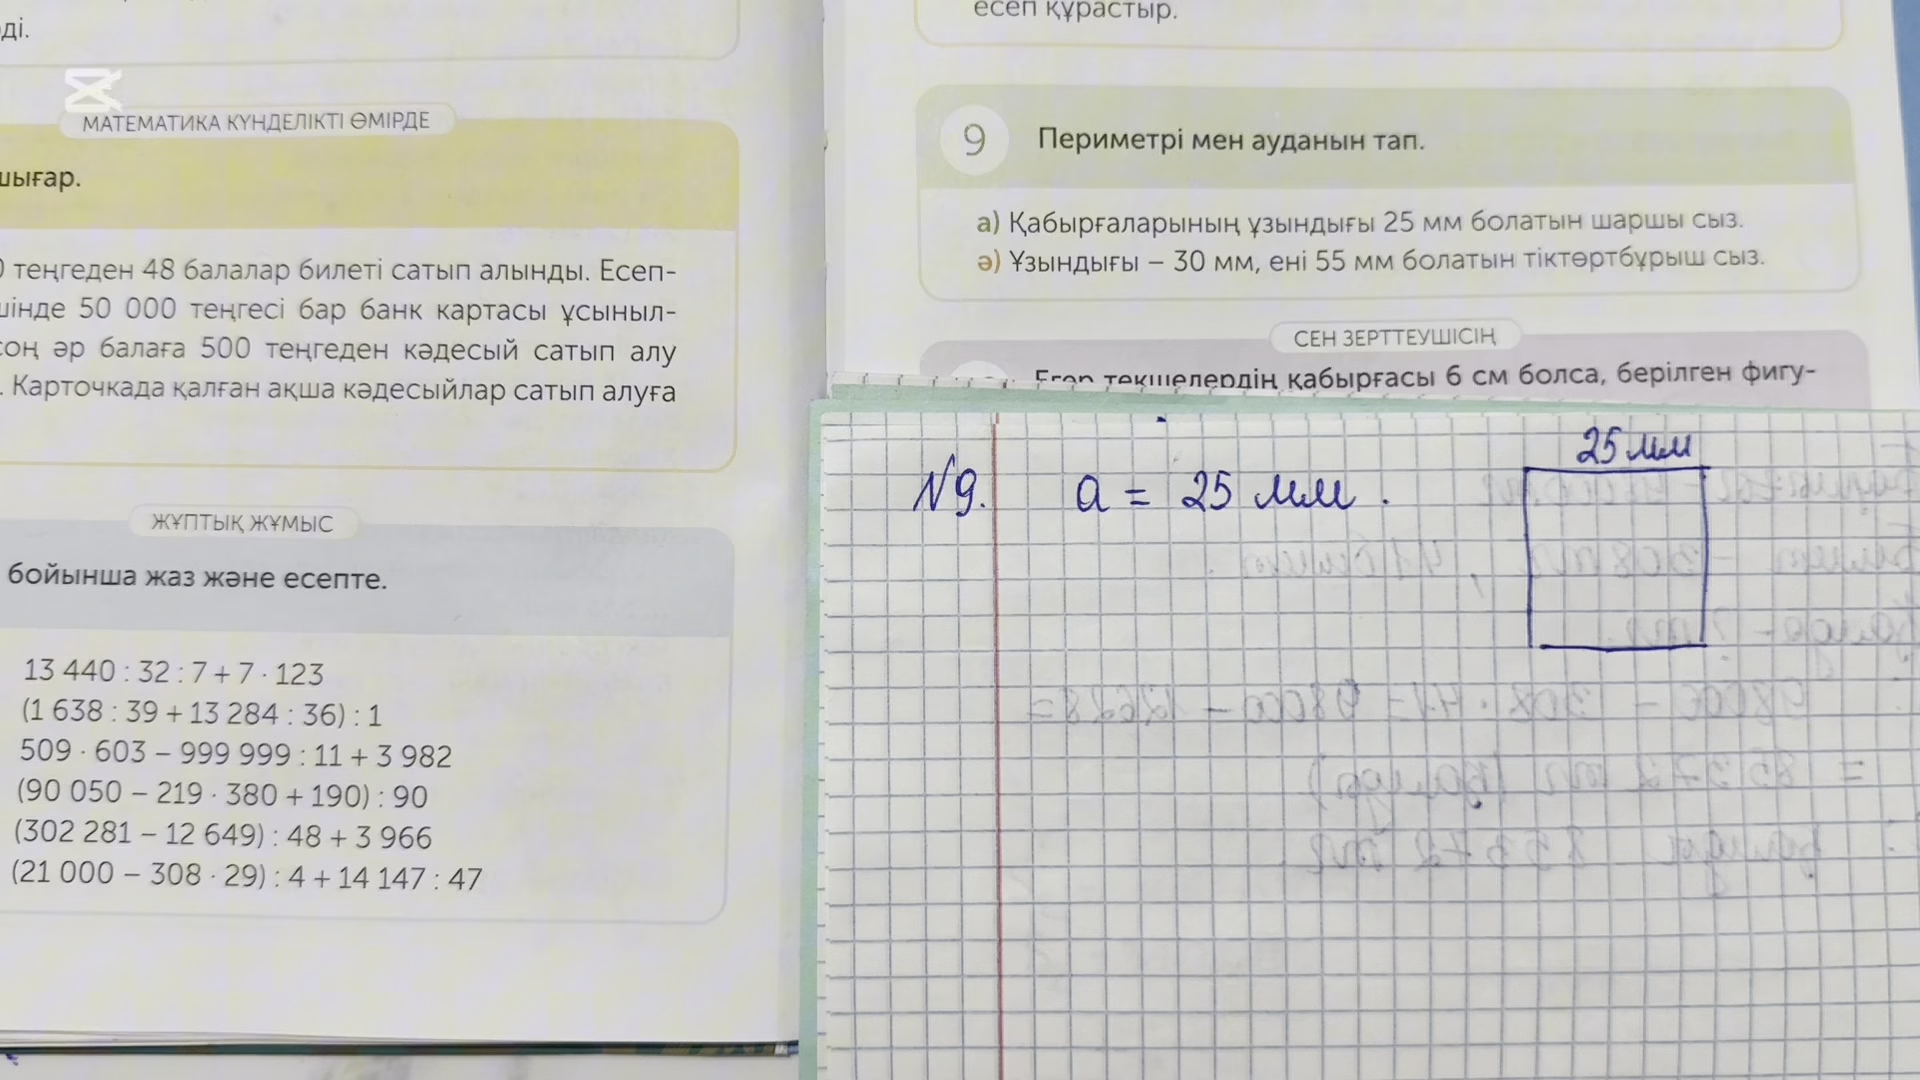 ді.
МАТЕМАТИКА КҮНДЕЛІКТІ ӨМІРДЕ
шығар.
0 теңгеден 48 балалар билеті сатып алынды. Есеп-
шінде 50 000 теңгесі бар банк картасы ұсыныл-
соң әр балаға 500 теңгеден кәдесый сатып алу
. Карточкада қалған ақша кәдесыйлар сатып алуға
ЖҰПТЫҚ ЖҰМЫС
бойынша жаз және есепте.
13 440 : 32 : 7 + 7 · 123
(1 638 : 39 + 13 284 : 36) : 1
509 · 603 – 999 999 : 11 + 3 982
(90 050 – 219 · 380 + 190) : 90
(302 281 – 12 649) : 48 + 3 966
(21 000 – 308 · 29) : 4 + 14 147 : 47
есеп құрастыр.
9 Периметрі мен ауданын тап.
а) Қабырғаларының ұзындығы 25 мм болатын шаршы сыз.
ә) Ұзындығы – 30 мм, ені 55 мм болатын тіктөртбұрыш сыз.
СЕН ЗЕРТТЕУШІСІҢ
Егер текшелердің қабырғасы 6 см болса, берілген фигу-
25 мм
№9. a = 25 мм.